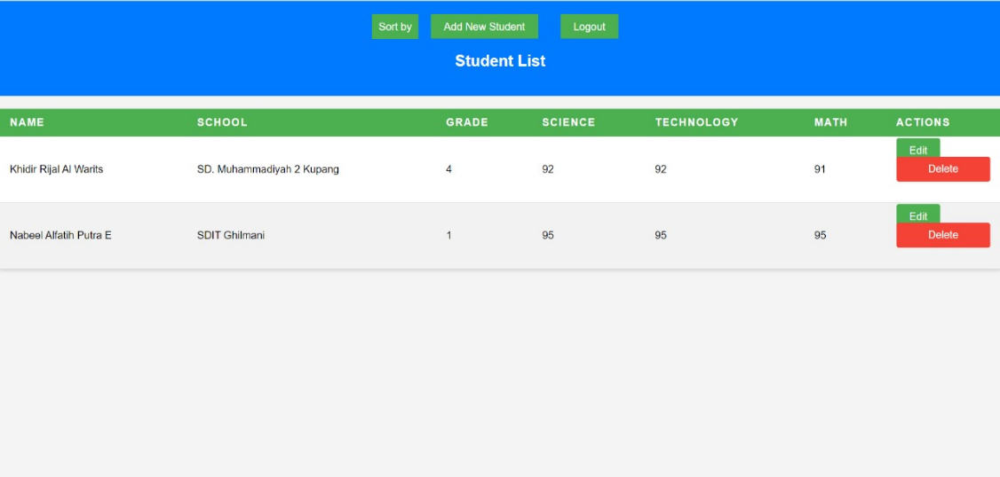 Sort by Add New Student Logout
Student List
NAME SCHOOL GRADE SCIENCE TECHNOLOGY MATH ACTIONS
Khidir Rijal Al Warits SD. Muhammadiyah 2 Kupang 4 92 92 91 Edit
Delete
Nabeel Alfatih Putra E SDIT Ghilmani 1 95 95 95 Edit
Delete